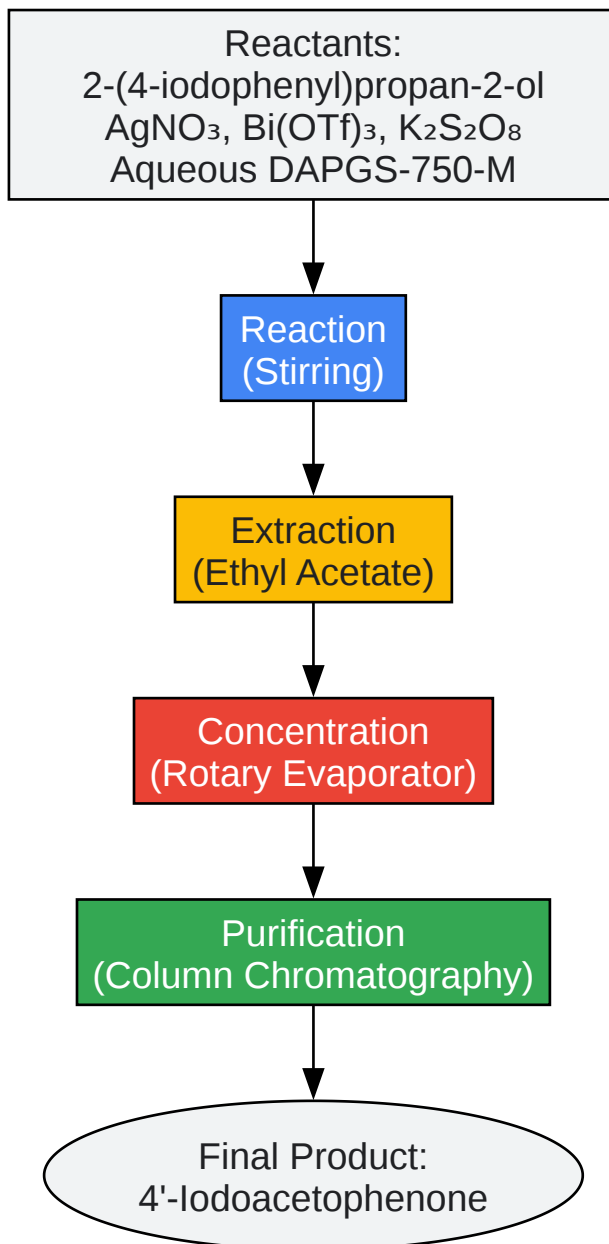 Reactants:
2-(4-iodophenyl)propan-2-ol
AgNO₃, Bi(OTf)₃, K₂S₂O₈
Aqueous DAPGS-750-M
Reaction
(Stirring)
Extraction
(Ethyl Acetate)
Concentration
(Rotary Evaporator)
Purification
(Column Chromatography)
Final Product:
4'-Iodoacetophenone